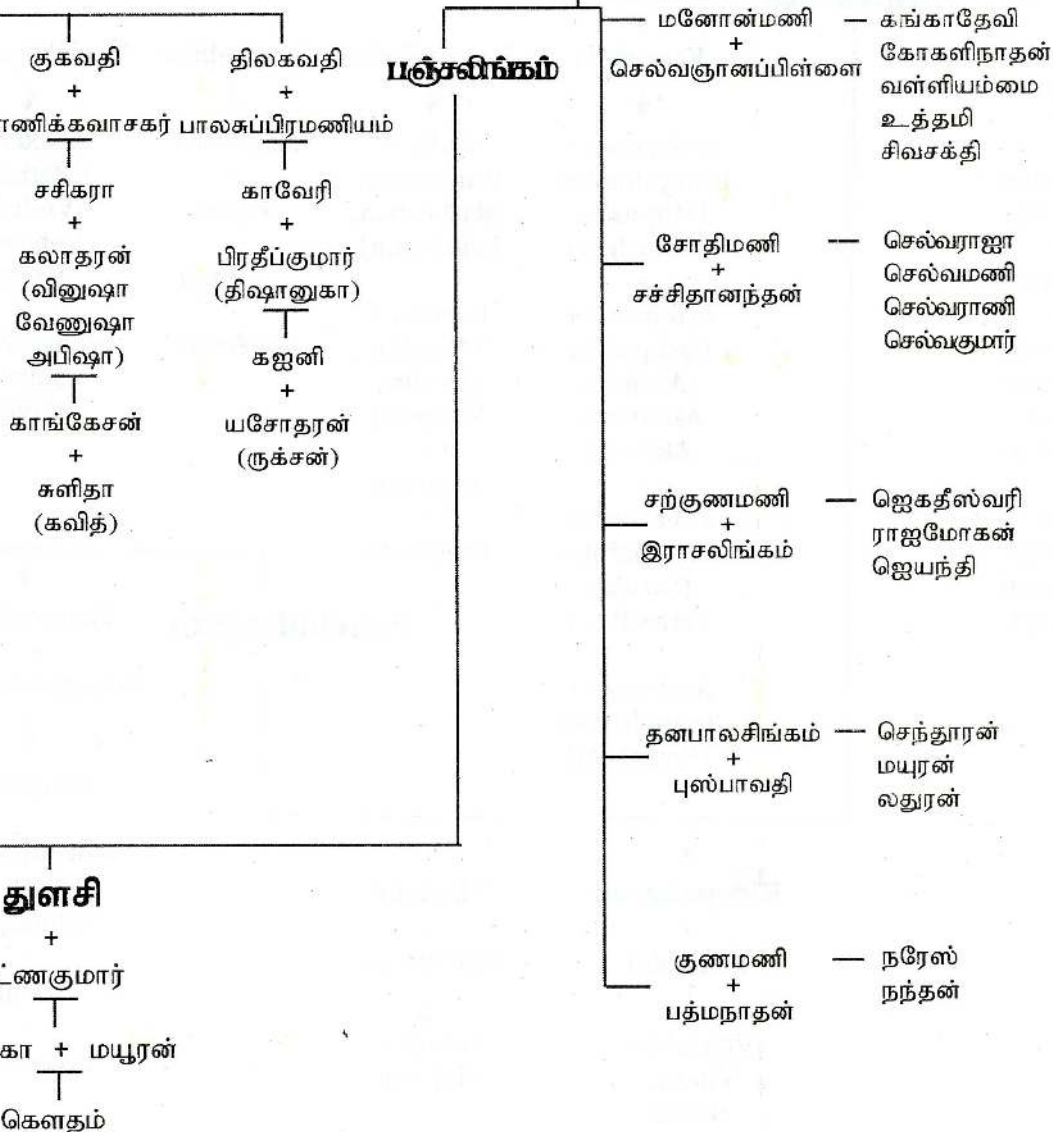 குகவதி
+
ாணிக்கவாசகர்
சசிகரா
+
கலாதரன்
(வினுஷா
வேணுஷா
அபிஷா)
காங்கேசன்
+
சுனிதா
(கவித்)
திலகவதி
+
பாலசுப்பிரமணியம்
காவேரி
+
பிரதீப்குமார்
(திஷானுகா)
கஜனி
+
யசோதரன்
(ருக்சன்)
பஞ்சலிங்கம்
துளசி
+
ட்ணகுமார்
கா + மயூரன்
கௌதம்
மனோன்மணி — கங்காதேவி
+ கோகளிநாதன்
செல்வஞானப்பிள்ளை வள்ளியம்மை
உத்தமி
சிவசக்தி
சோதிமணி — செல்வராஜா
+ செல்வமணி
சச்சிதானந்தன் செல்வராணி
செல்வகுமார்
சற்குணமணி — ஜெகதீஸ்வரி
+ ராஜமோகன்
இராசலிங்கம் ஜெயந்தி
தனபாலசிங்கம் — செந்தூரன்
+ மயுரன்
புஸ்பாவதி லதுரன்
குணமணி — நரேஸ்
+ நந்தன்
பத்மநாதன்